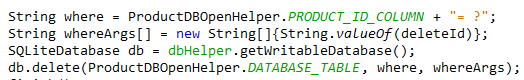 String where = ProductDBOpenHelper.PRODUCT_ID_COLUMN + "= ?";
String whereArgs[] = new String[]{String.valueOf(deleteId)};
SQLiteDatabase db = dbHelper.getWritableDatabase();
db.delete(ProductDBOpenHelper.DATABASE_TABLE, where, whereArgs);